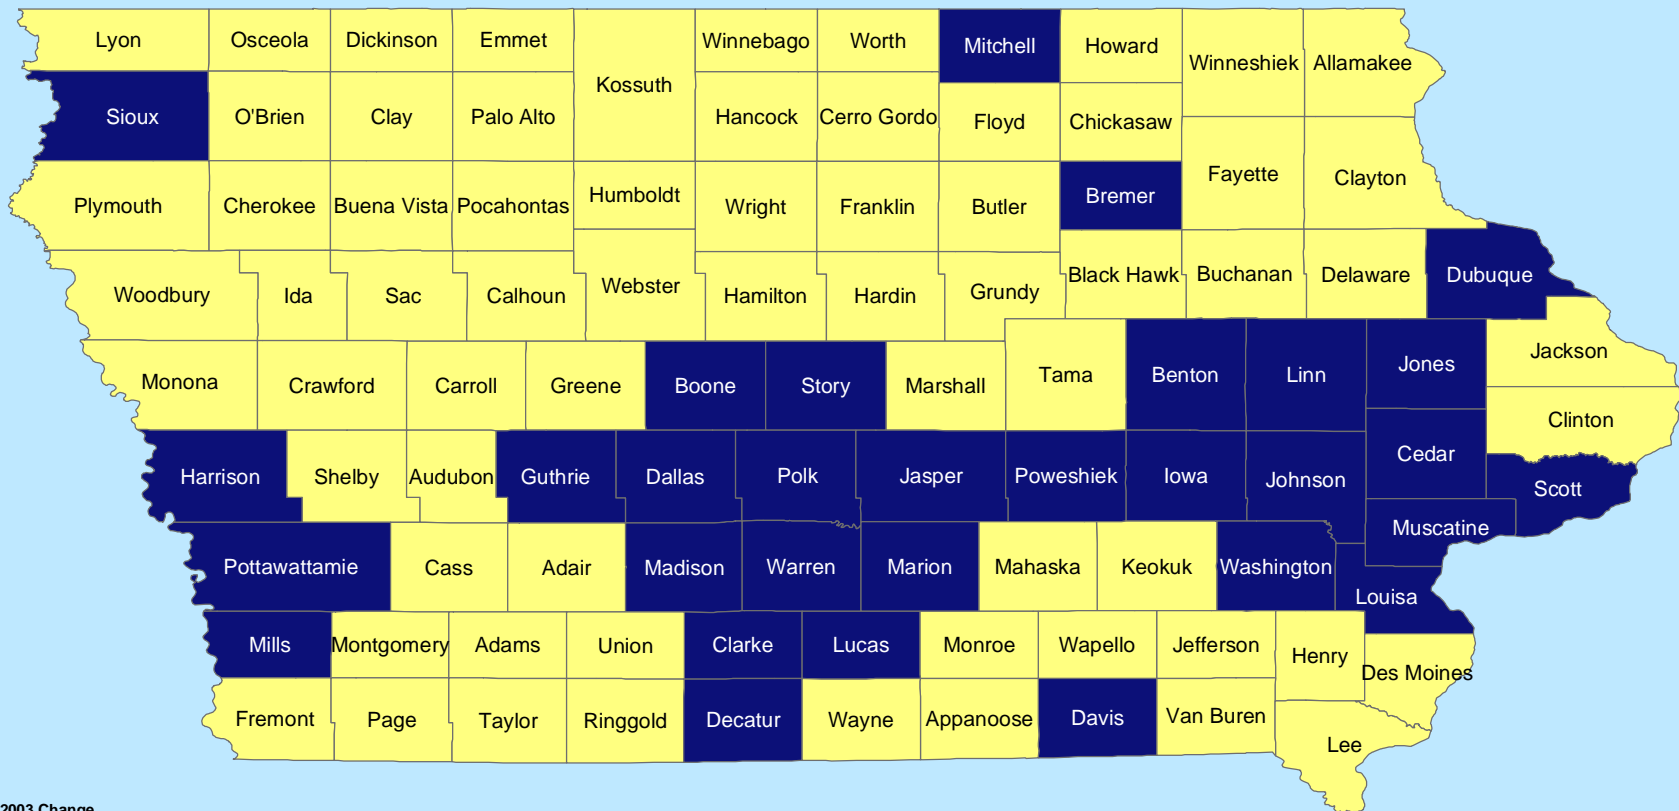 Lyon Osceola Dickinson Emmet Winnebago Worth Mitchell Howard
Kossuth Winneshiek Allamakee
Sioux O'Brien Clay Palo Alto Hancock Cerro Gordo Floyd Chickasaw
Plymouth Cherokee Buena Vista Pocahontas Humboldt Wright Franklin Butler Bremer Fayette Clayton
Woodbury Ida Sac Calhoun Webster Hamilton Hardin Grundy Black Hawk Buchanan Delaware Dubuque
Monona Crawford Carroll Greene Boone Story Marshall Tama Benton Linn Jones Jackson
Clinton
Harrison Shelby Audubon Guthrie Dallas Polk Jasper Poweshiek Iowa Johnson Cedar Scott
Muscatine
Pottawattamie Cass Adair Madison Warren Marion Mahaska Keokuk Washington
Louisa
Mills Montgomery Adams Union Clarke Lucas Monroe Wapello Jefferson Henry Des Moines
Fremont Page Taylor Ringgold Decatur Wayne Appanoose Davis Van Buren
Lee
2003 Change